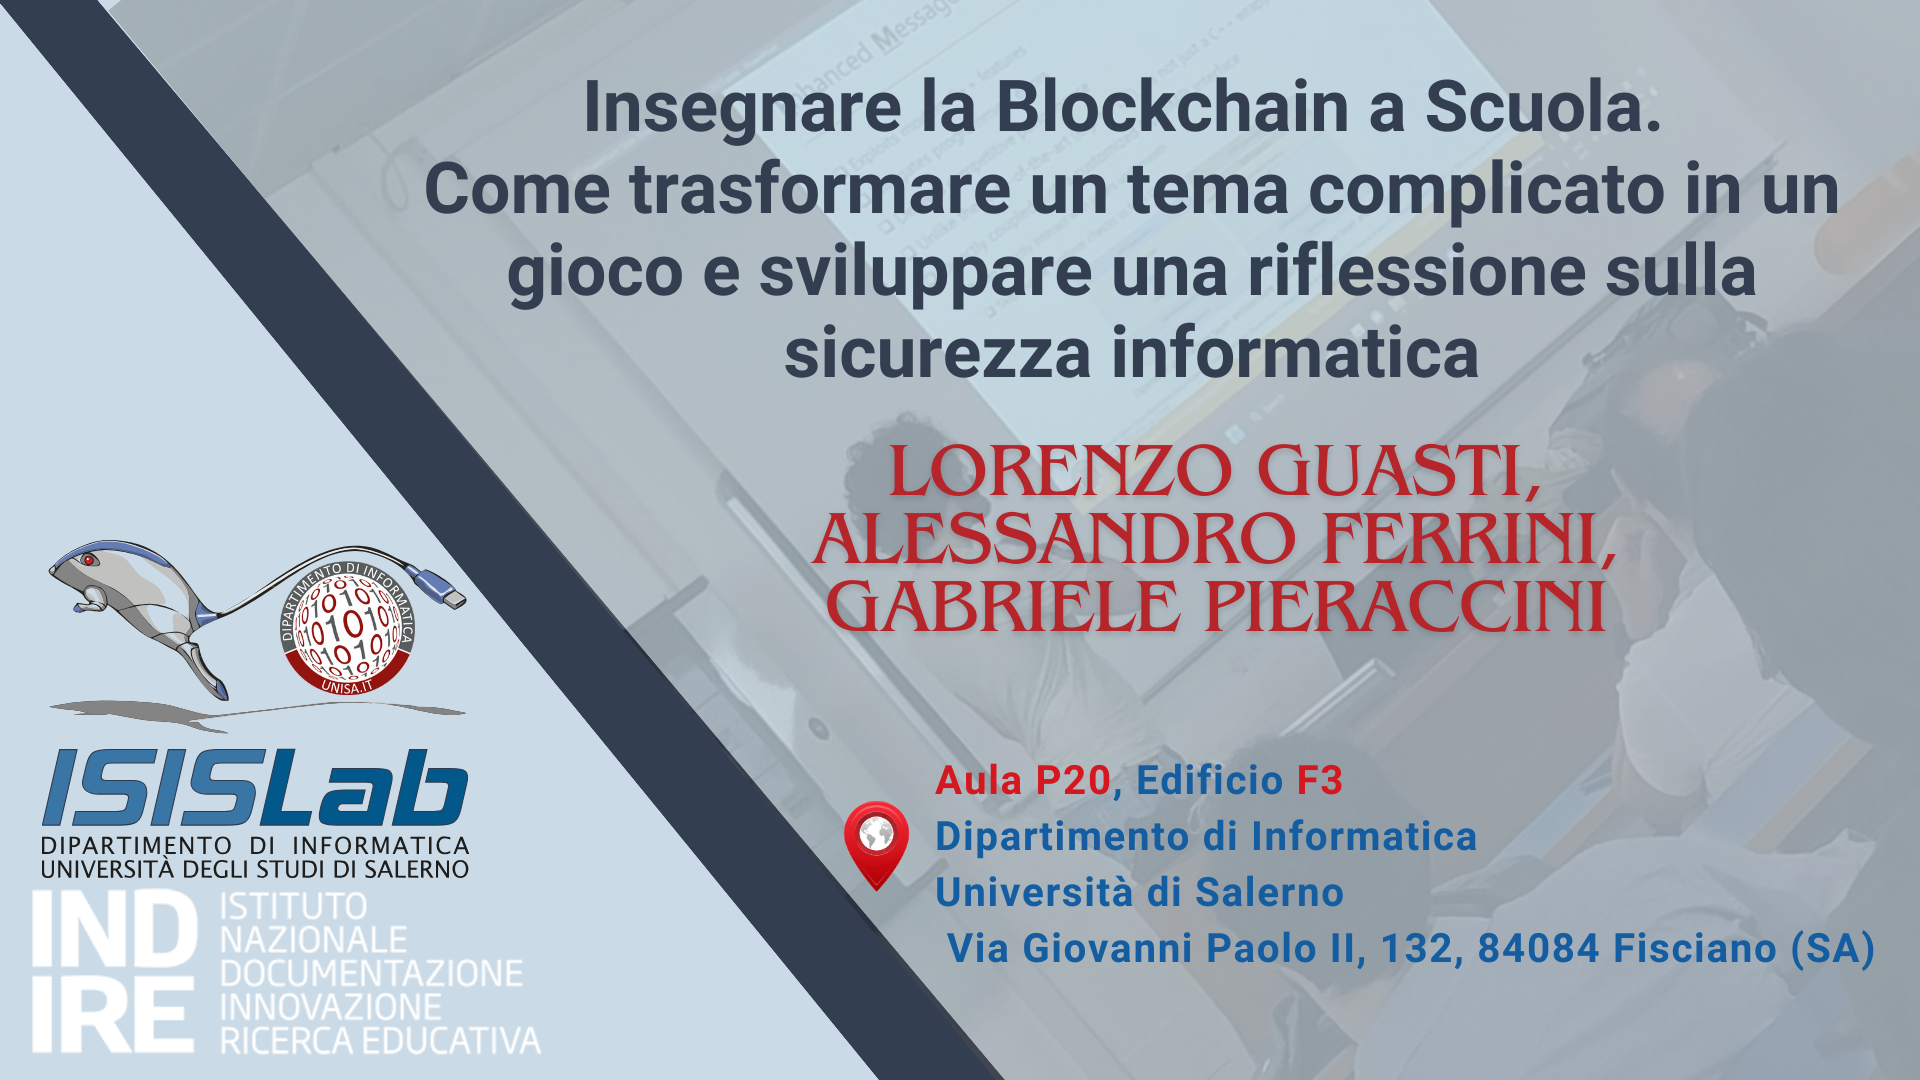 Insegnare la Blockchain a Scuola.
Come trasformare un tema complicato in un
gioco e sviluppare una riflessione sulla
sicurezza informatica
LORENZO GUASTI,
ALESSANDRO FERRINI,
GABRIELE PIERACCINI
Aula P20, Edificio F3
Dipartimento di Informatica
Università di Salerno
Via Giovanni Paolo II, 132, 84084 Fisciano (SA)
DIPARTIMENTO DI INFORMATICA
UNISA.IT
ISISLab
DIPARTIMENTO DI INFORMATICA
UNIVERSITÀ DEGLI STUDI DI SALERNO
IND
IRE
ISTITUTO
NAZIONALE
DOCUMENTAZIONE
INNOVAZIONE
RICERCA EDUCATIVA